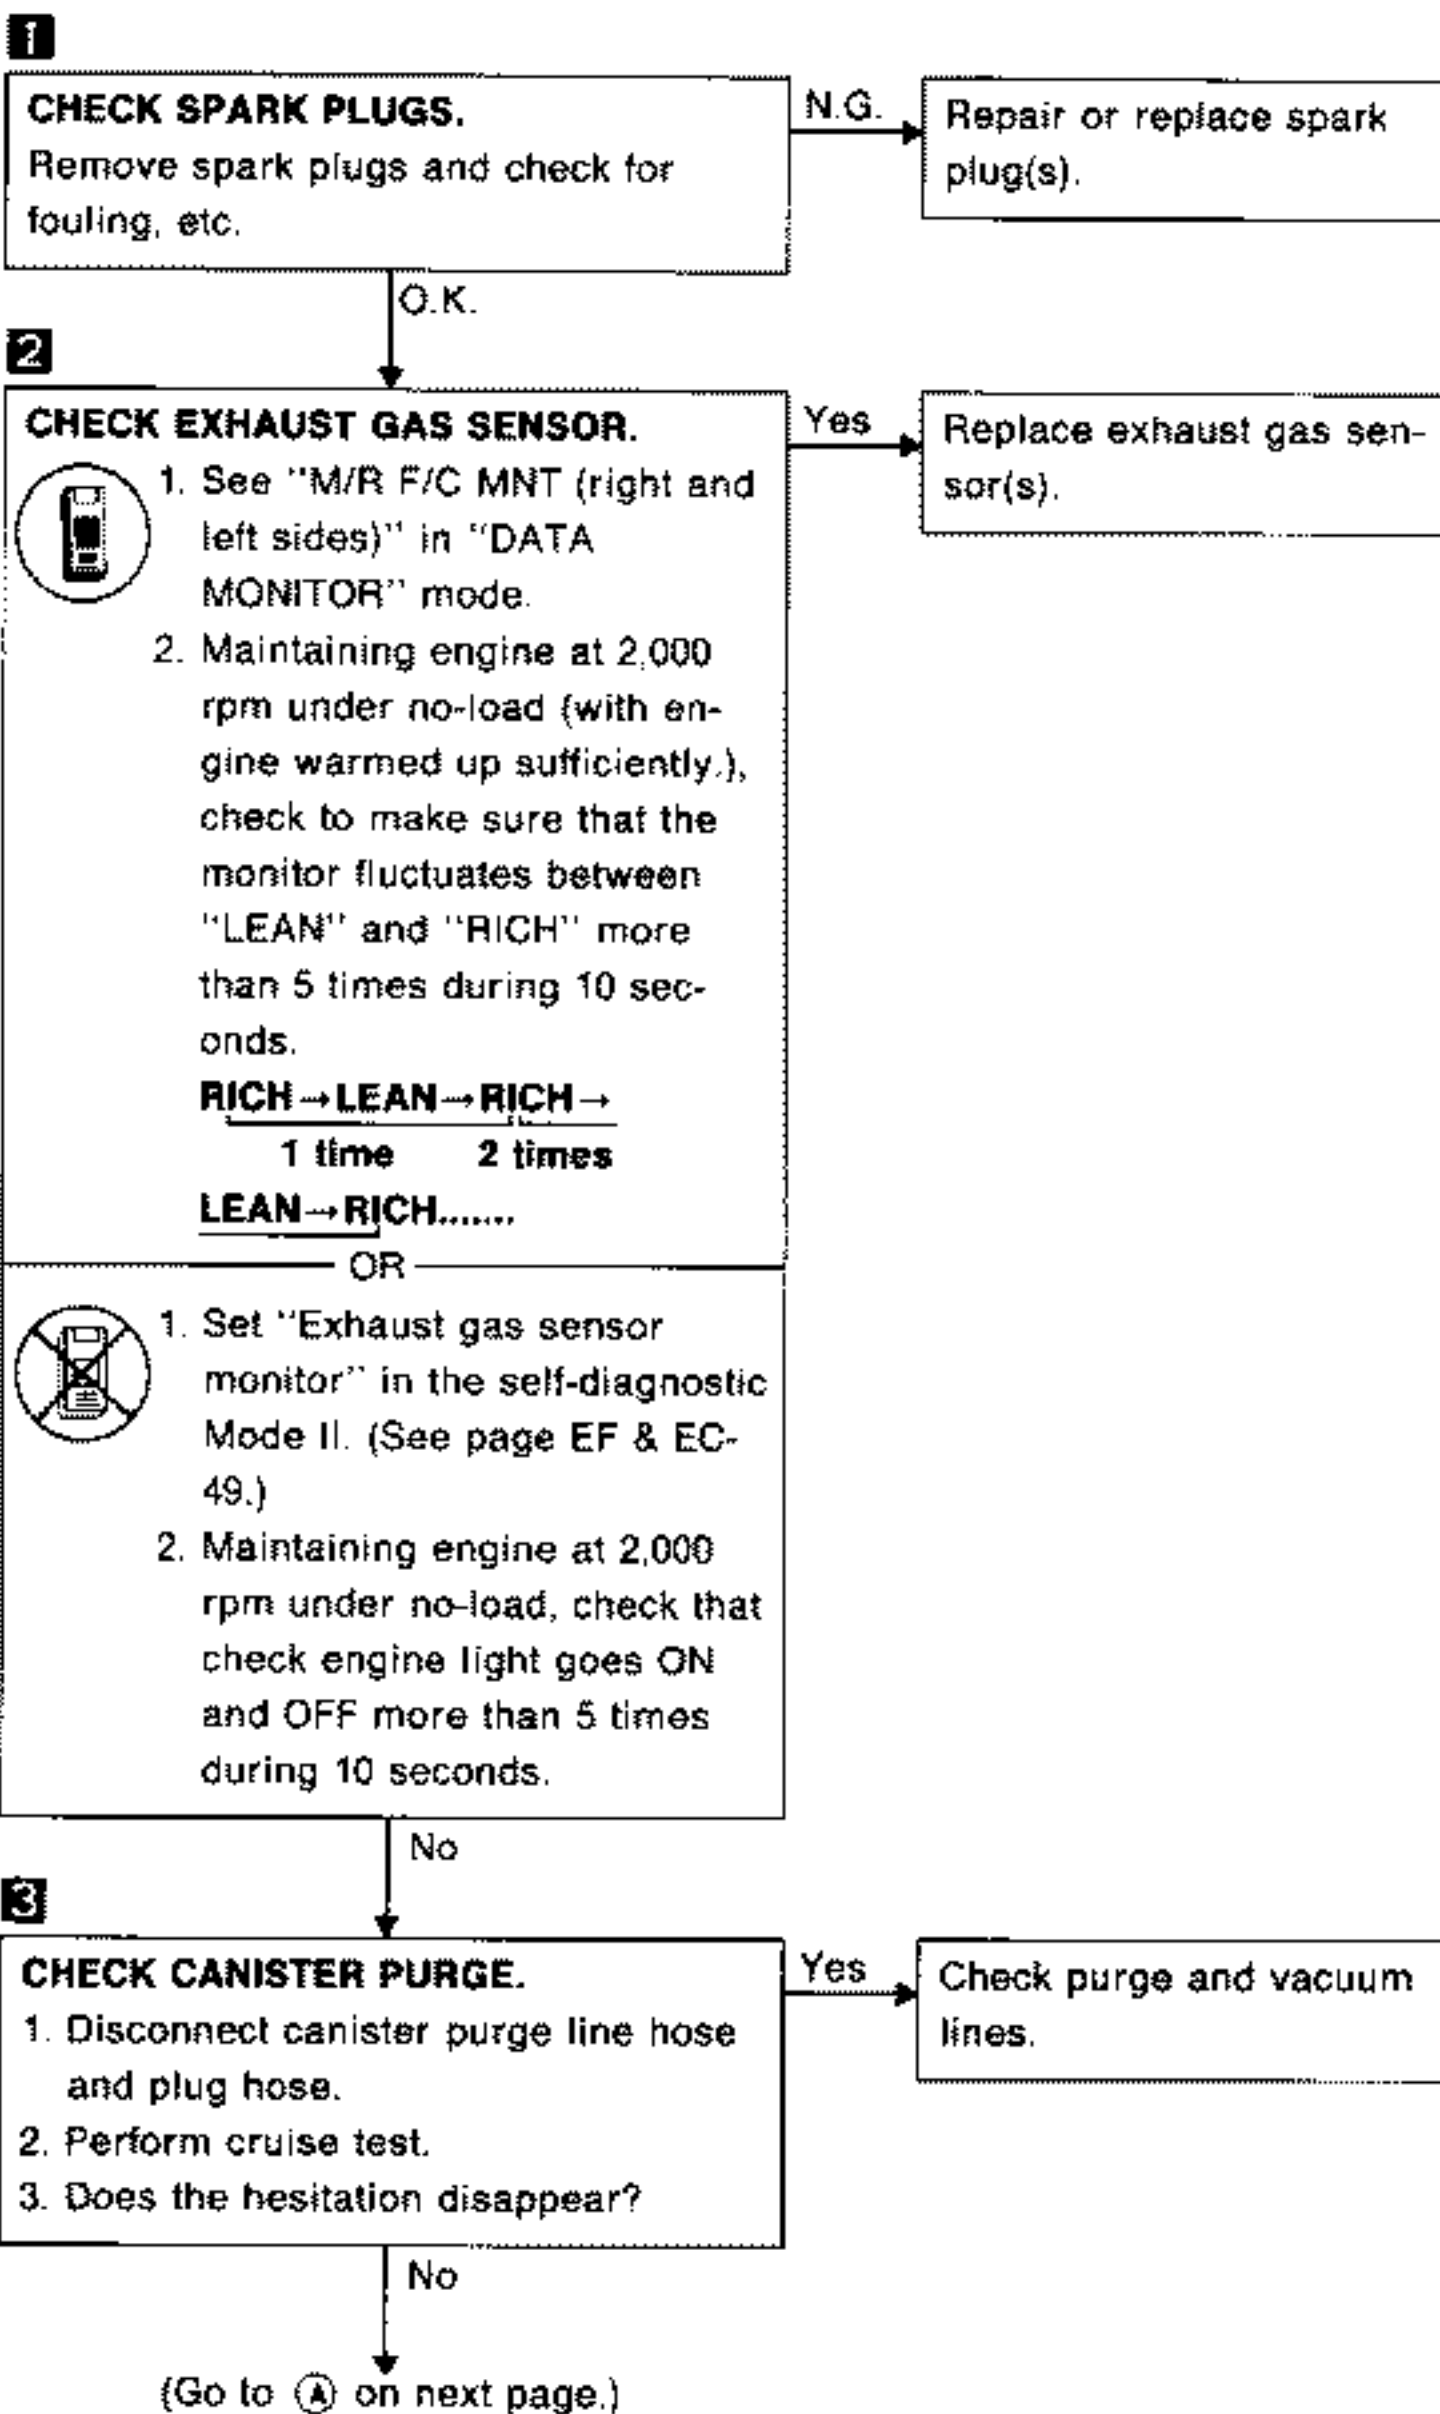 1
CHECK SPARK PLUGS.
Remove spark plugs and check for
fouling, etc.
N.G.
Repair or replace spark
plug(s).
O.K.
2
CHECK EXHAUST GAS SENSOR.
1. See "M/R F/C MNT (right and
left sides)" in "DATA
MONITOR" mode.
2. Maintaining engine at 2,000
rpm under no-load (with en-
gine warmed up sufficiently.),
check to make sure that the
monitor fluctuates between
"LEAN" and "RICH" more
than 5 times during 10 sec-
onds.
RICH→LEAN→RICH→
1 time 2 times
LEAN→RICH.......
Yes
Replace exhaust gas sen-
sor(s).
OR
1. Set "Exhaust gas sensor
monitor" in the self-diagnostic
Mode II. (See page EF & EC-
49.)
2. Maintaining engine at 2,000
rpm under no-load, check that
check engine light goes ON
and OFF more than 5 times
during 10 seconds.
No
3
CHECK CANISTER PURGE.
1. Disconnect canister purge line hose
and plug hose.
2. Perform cruise test.
3. Does the hesitation disappear?
Yes
Check purge and vacuum
lines.
No
(Go to Ⓐ on next page.)